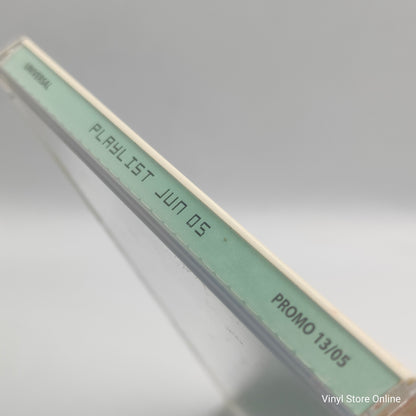 UNIVERSAL
PLAYLIST JUN 05
PROMO 13/05
Vinyl Store Online